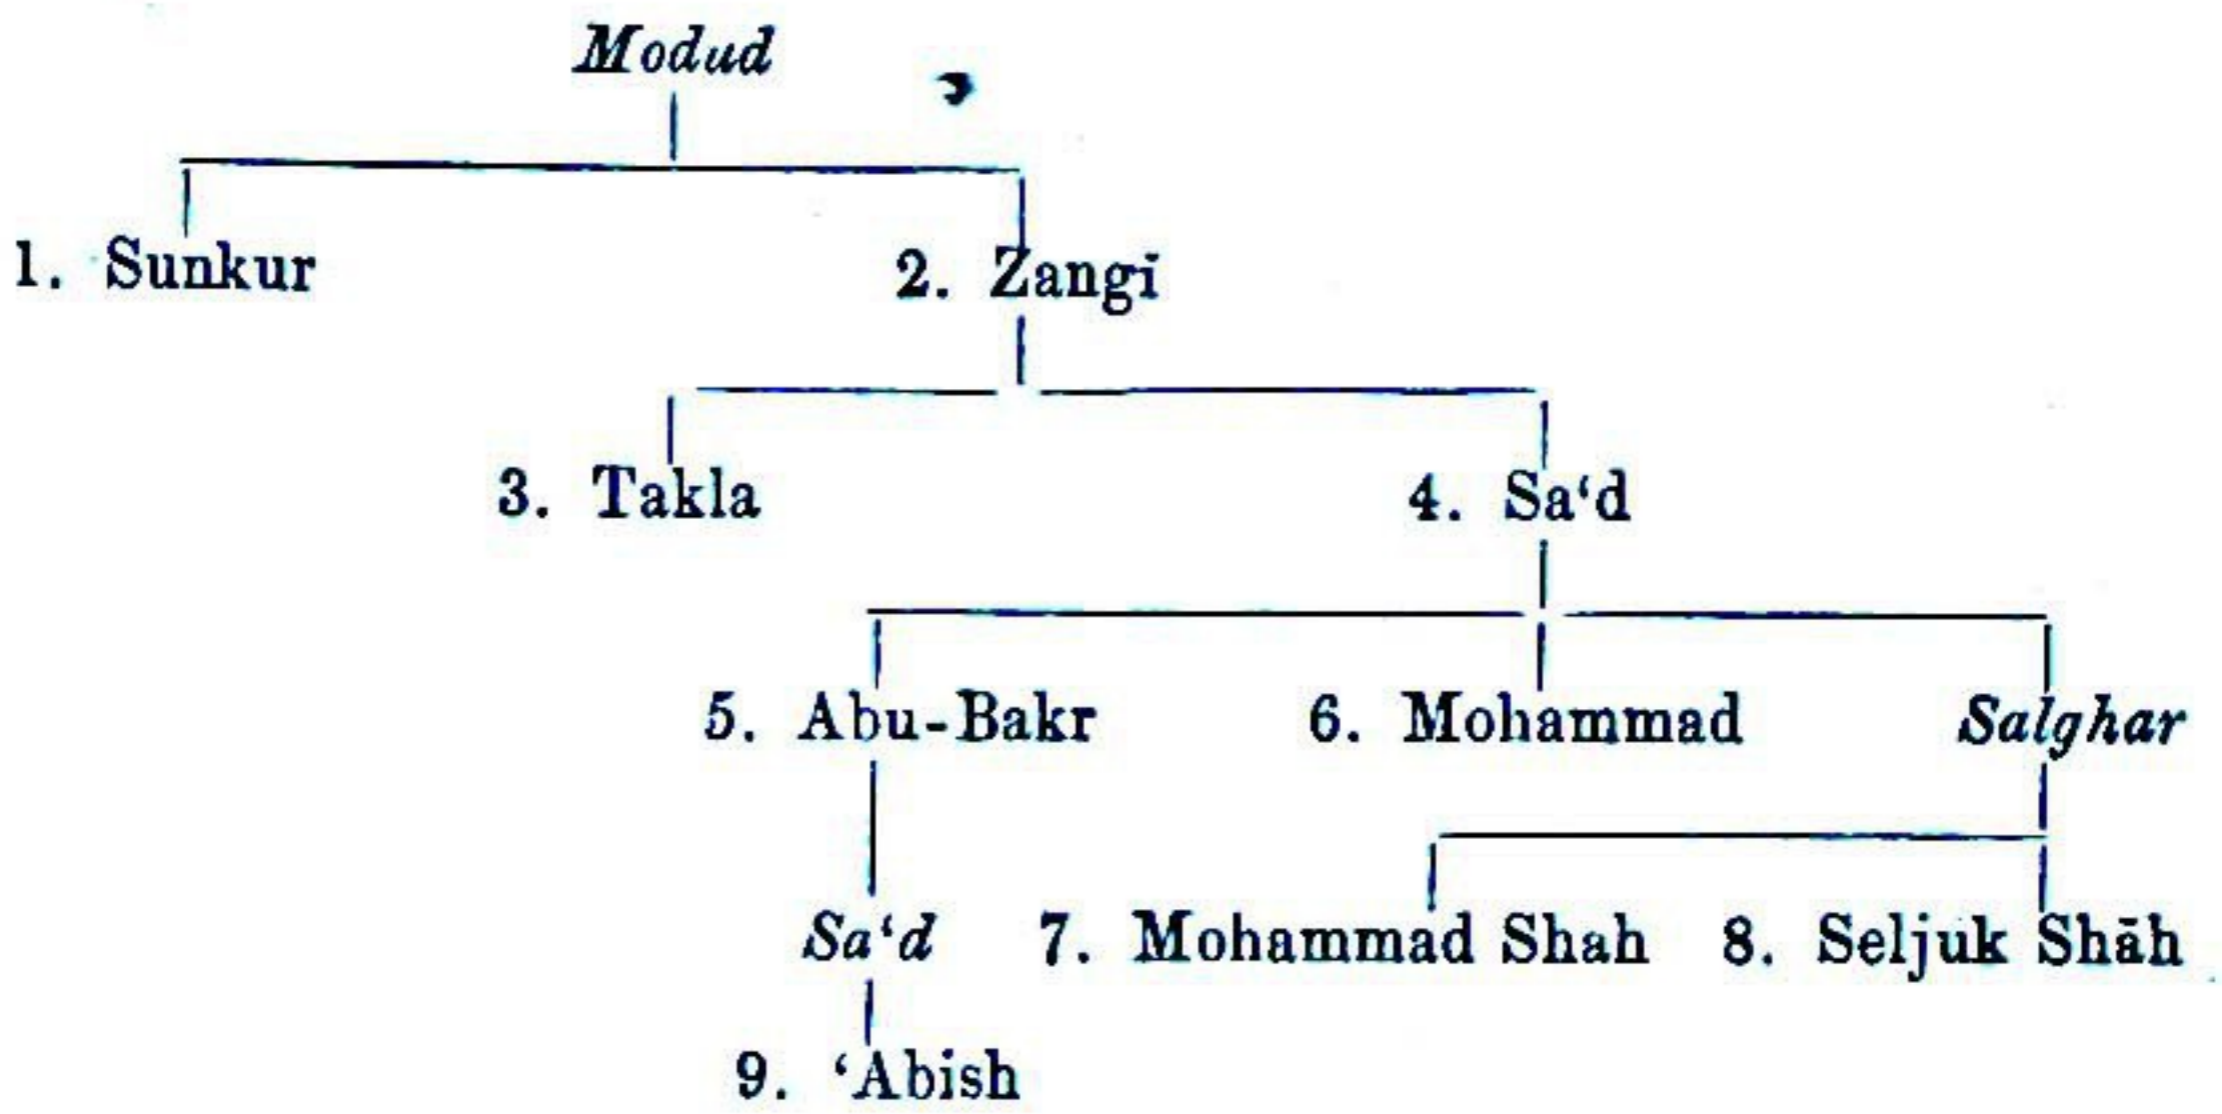 Modud
1. Sunkur 2. Zangi
3. Takla 4. Sa‘d
5. Abu-Bakr 6. Mohammad Salghar
Sa‘d 7. Mohammad Shah 8. Seljuk Shāh
9. ‘Abish